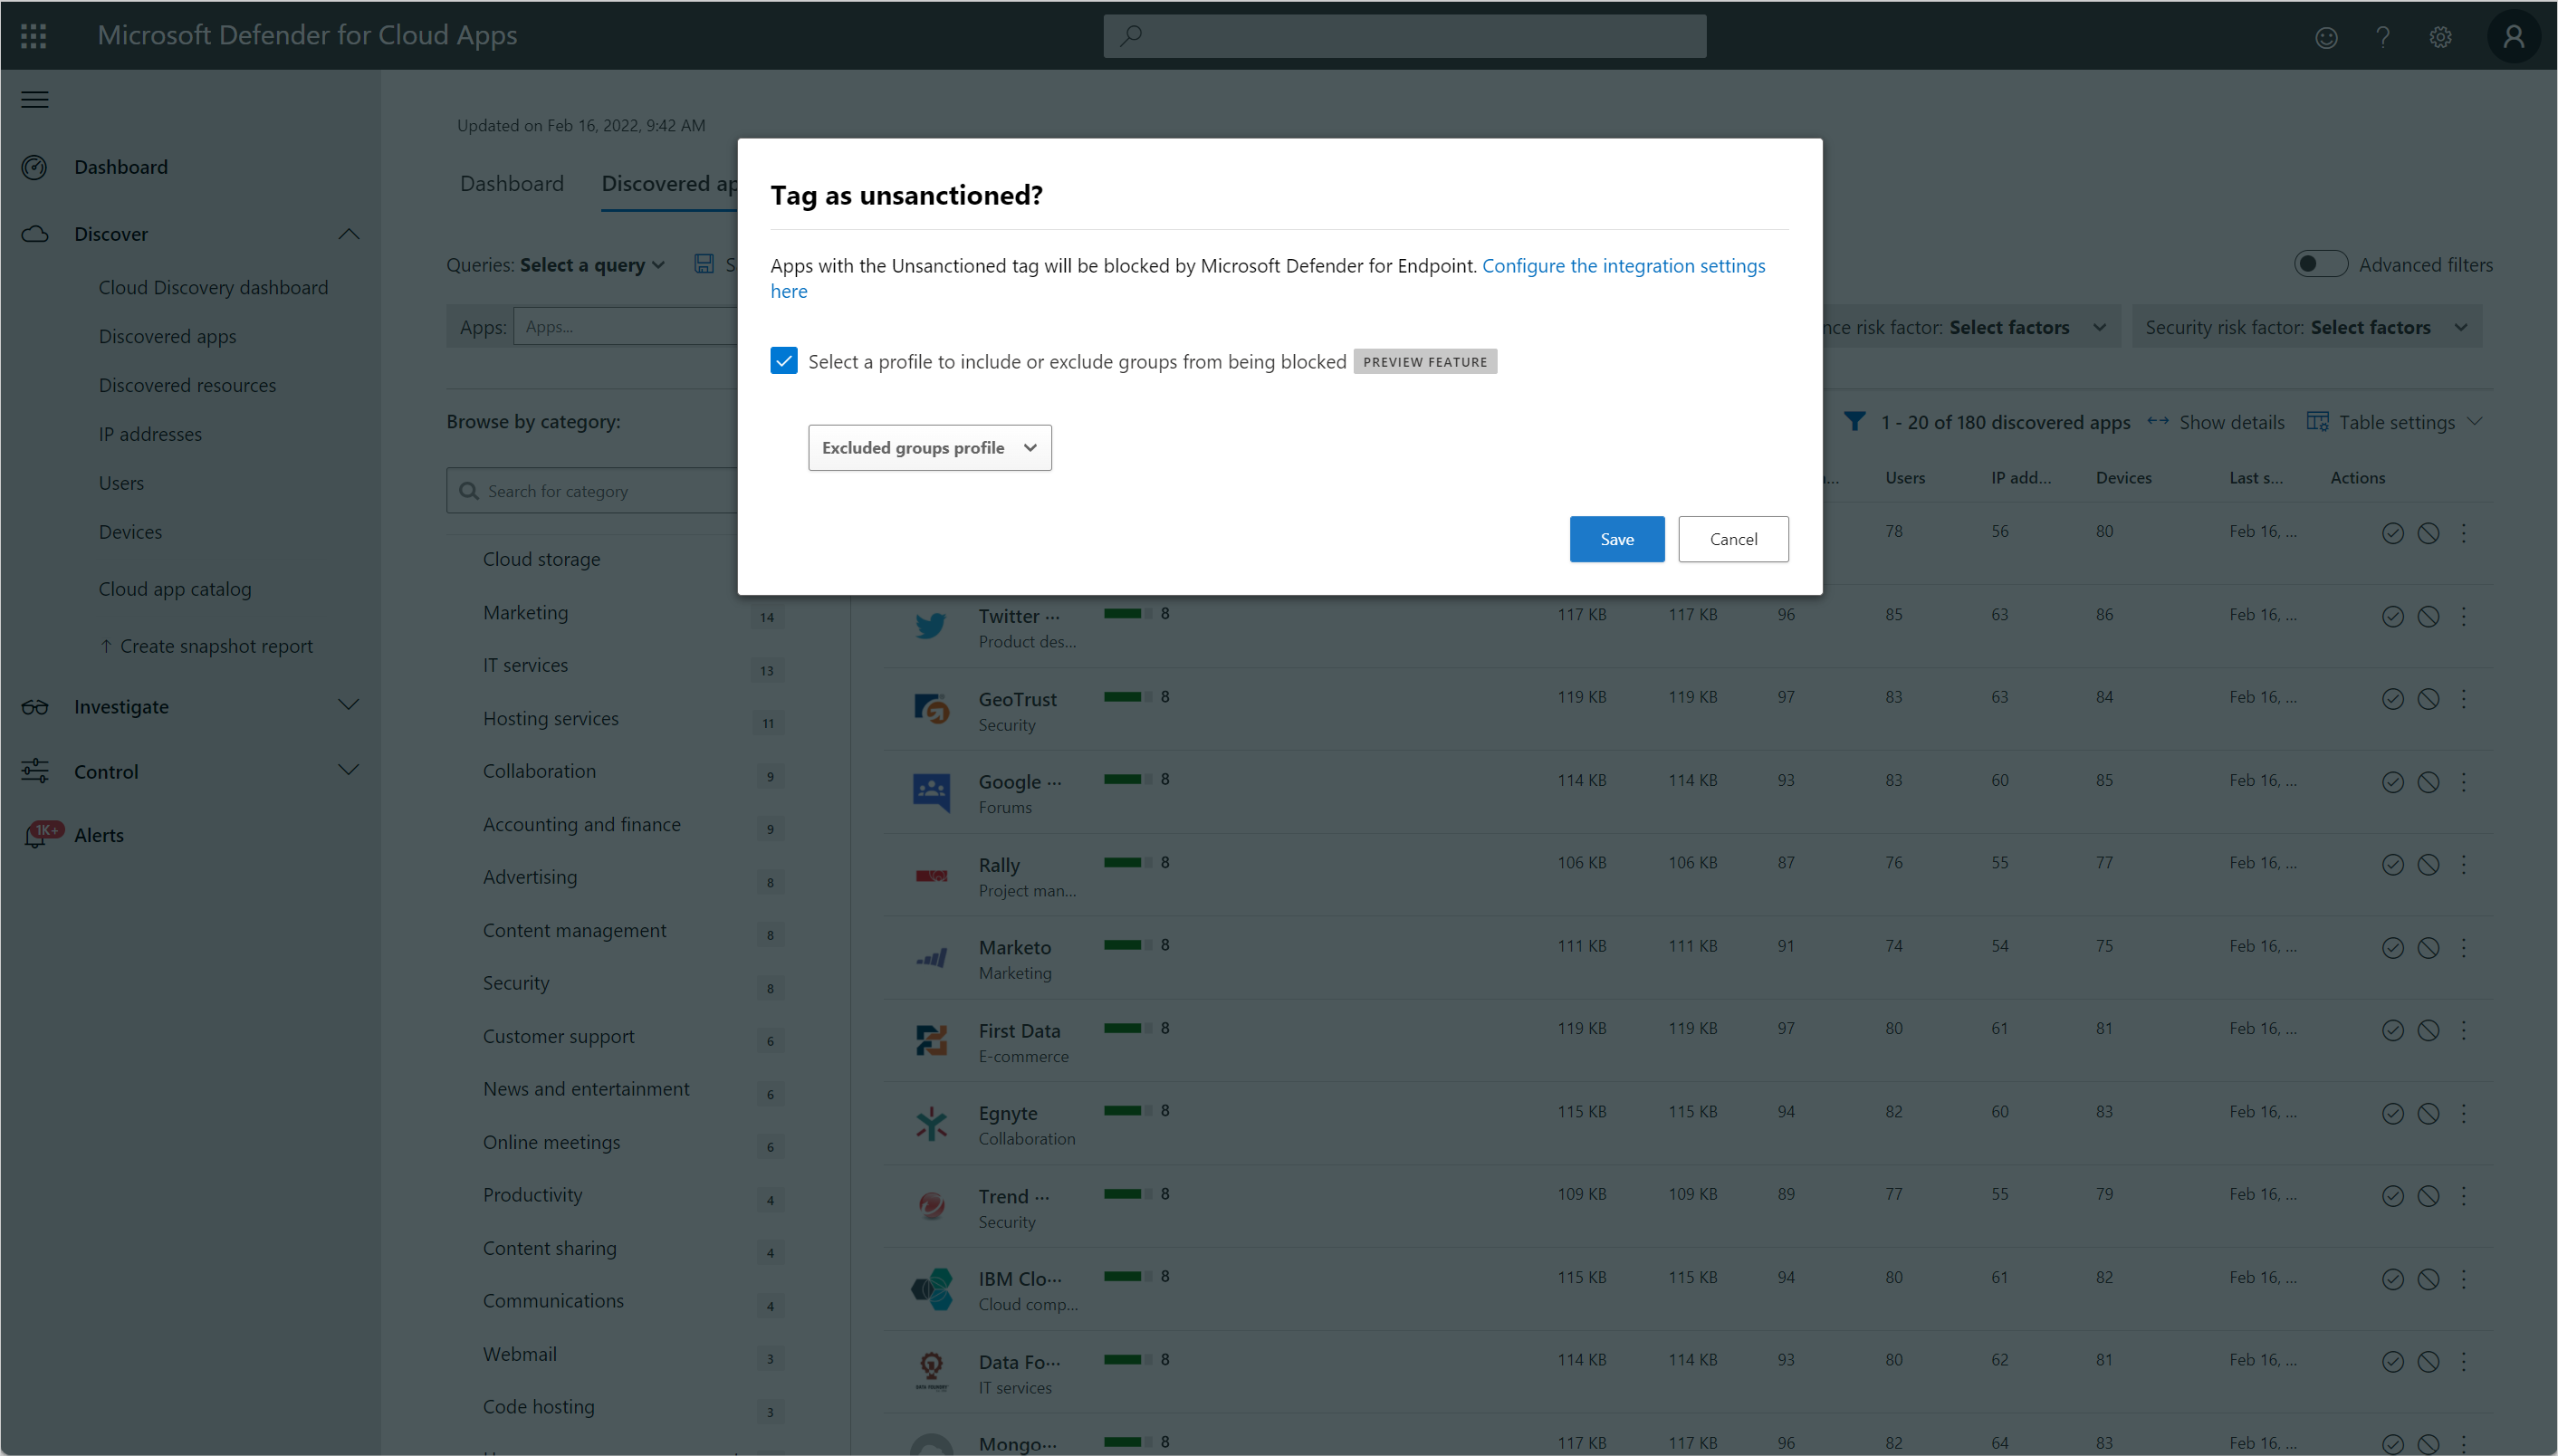 Microsoft Defender for Cloud Apps
Dashboard
Discover
Cloud Discovery dashboard
Discovered apps
Discovered resources
IP addresses
Users
Devices
Cloud app catalog
Create snapshot report
Investigate
Control
1K+
Alerts
Updated on Feb 16, 2022, 9:42 AM
Dashboard
Discovered ap
Queries: Select a query
S
Advanced filters
Apps: Apps...
nce risk factor: Select factors
Security risk factor: Select factors
Tag as unsanctioned?
Apps with the Unsanctioned tag will be blocked by Microsoft Defender for Endpoint. Configure the integration settings
here
Select a profile to include or exclude groups from being blocked PREVIEW FEATURE
Excluded groups profile
Save
Cancel
Browse by category:
Search for category
Cloud storage
Marketing 14
IT services 13
Hosting services 11
Collaboration 9
Accounting and finance 9
Advertising 8
Content management 8
Security 8
Customer support 6
News and entertainment 6
Online meetings 6
Productivity 4
Content sharing 4
Communications 4
Webmail 3
Code hosting 3
1 - 20 of 180 discovered apps Show details Table settings
Users IP add... Devices Last s... Actions
78 56 80 Feb 16, ...
Twitter ... 8 117 KB 117 KB 96 85 63 86 Feb 16, ...
Product des...
GeoTrust 8 119 KB 119 KB 97 83 63 84 Feb 16, ...
Security
Google ... 8 114 KB 114 KB 93 83 60 85 Feb 16, ...
Forums
Rally 8 106 KB 106 KB 87 76 55 77 Feb 16, ...
Project man...
Marketo 8 111 KB 111 KB 91 74 54 75 Feb 16, ...
Marketing
First Data 8 119 KB 119 KB 97 80 61 81 Feb 16, ...
E-commerce
Egnyte 8 115 KB 115 KB 94 82 60 83 Feb 16, ...
Collaboration
Trend ... 8 109 KB 109 KB 89 77 55 79 Feb 16, ...
Security
IBM Clo... 8 115 KB 115 KB 94 80 61 82 Feb 16, ...
Cloud comp...
Data Fo... 8 114 KB 114 KB 93 80 62 81 Feb 16, ...
IT services
Mongo... 8 117 KB 117 KB 96 82 64 83 Feb 16, ...